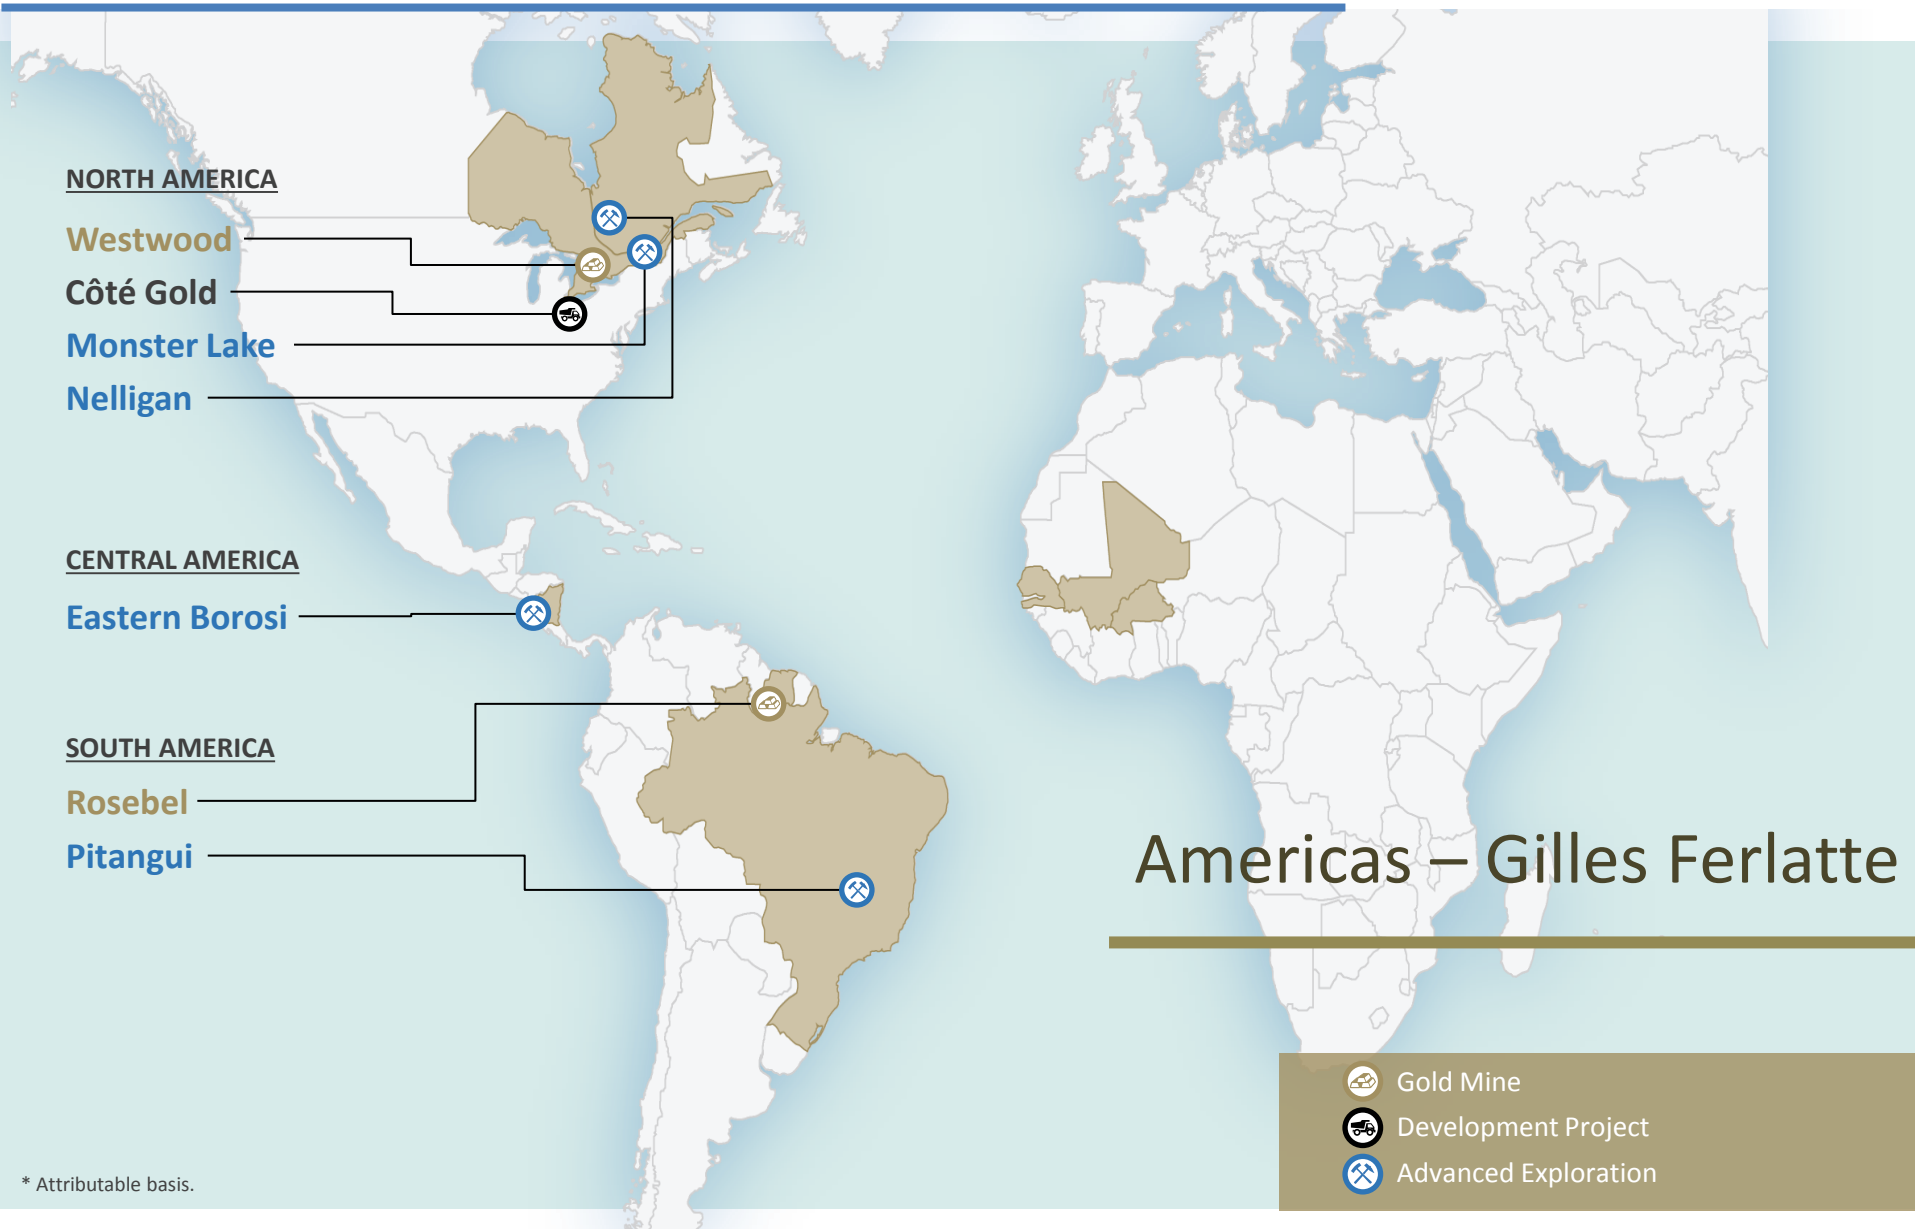 NORTH AMERICA
Westwood
Côté Gold
Monster Lake
Nelligan
CENTRAL AMERICA
Eastern Borosi
SOUTH AMERICA
Rosebel
Pitangui
Americas – Gilles Ferlatte
Gold Mine
Development Project
Advanced Exploration
* Attributable basis.